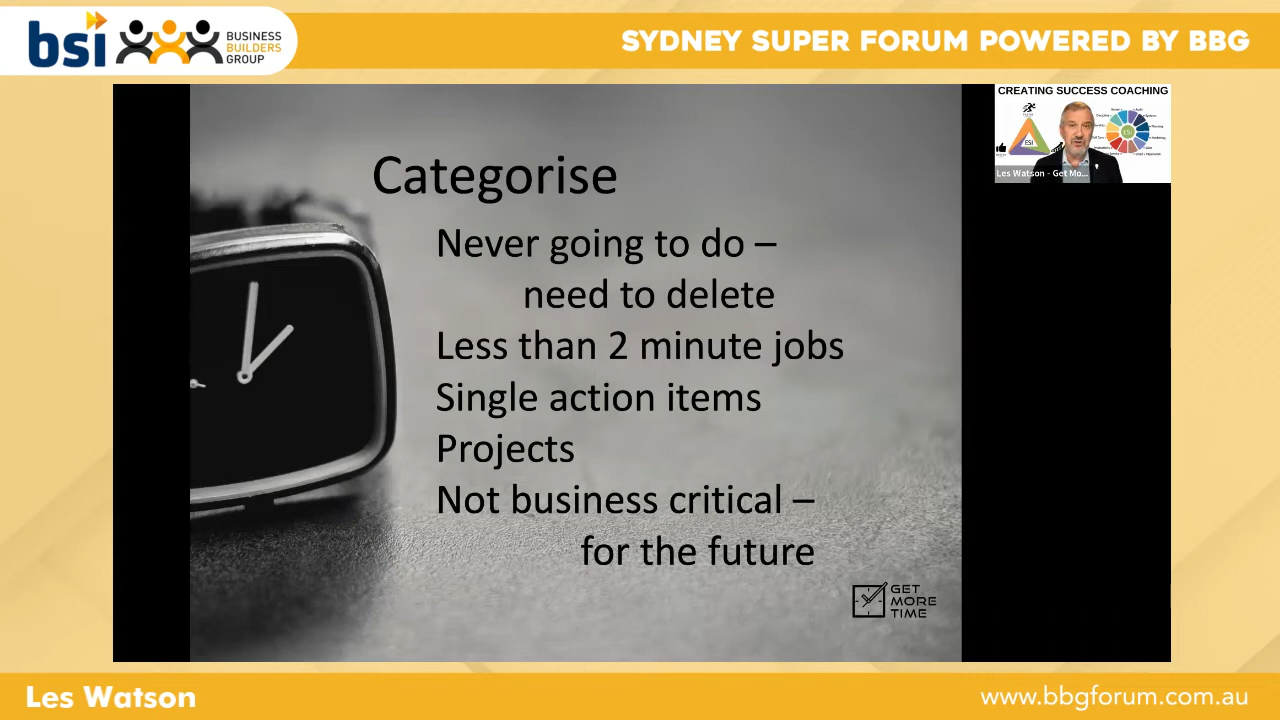 bsi
BUSINESS
BUILDERS
GROUP
SYDNEY SUPER FORUM POWERED BY BBG
CREATING SUCCESS COACHING
ESI
ESI
Les Watson - Get Mo...
Categorise
Never going to do –
need to delete
Less than 2 minute jobs
Single action items
Projects
Not business critical –
for the future
GET
MORE
TIME
Les Watson
www.bbgforum.com.au